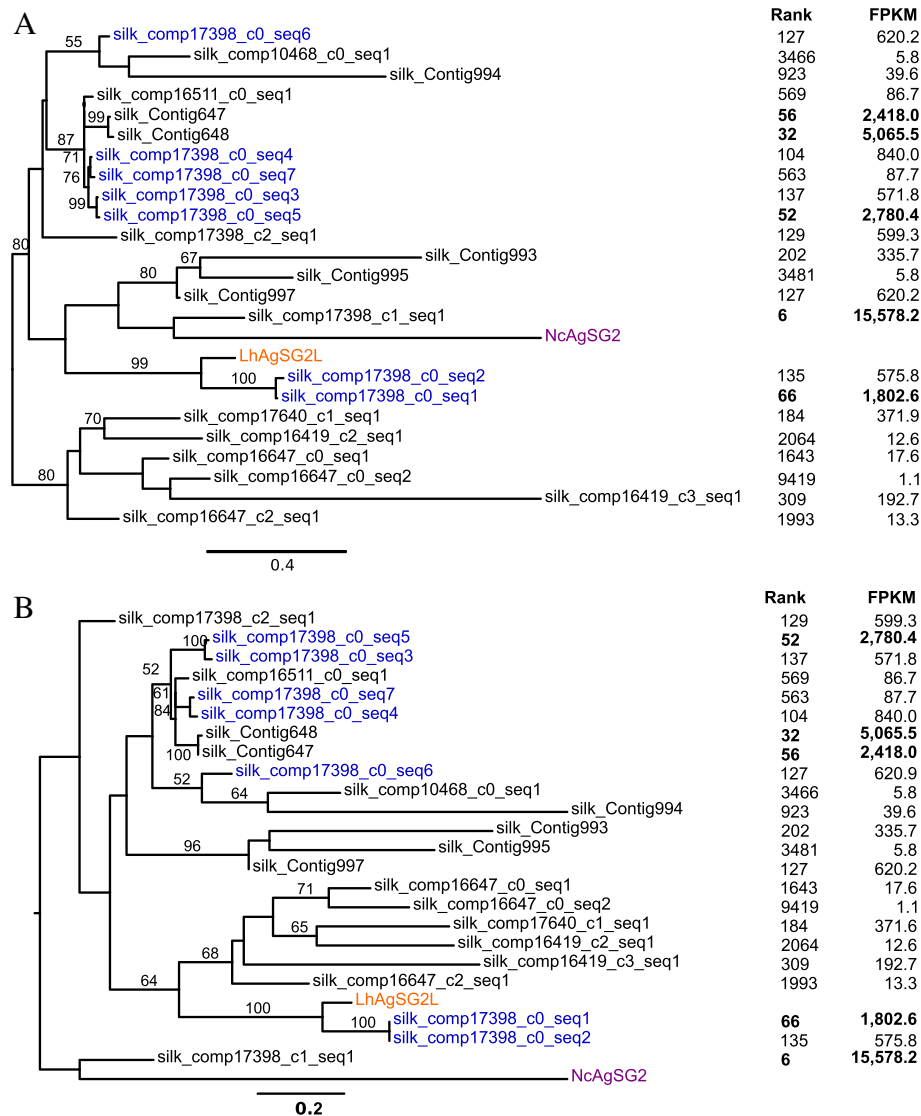 A
Rank FPKM
silk_comp17398_c0_seq6 127 620.2
55
silk_comp10468_c0_seq1 3466 5.8
silk_Contig994 923 39.6
silk_comp16511_c0_seq1 569 86.7
99 silk_Contig647 56 2,418.0
silk_Contig648 32 5,065.5
87
71 silk_comp17398_c0_seq4 104 840.0
76 silk_comp17398_c0_seq7 563 87.7
silk_comp17398_c0_seq3 137 571.8
99 silk_comp17398_c0_seq5 52 2,780.4
silk_comp17398_c2_seq1 129 599.3
80
67 silk_Contig993 202 335.7
80 silk_Contig995 3481 5.8
silk_Contig997 127 620.2
silk_comp17398_c1_seq1 6 15,578.2
NcAgSG2
LhAgSG2L
99
100 silk_comp17398_c0_seq2 135 575.8
silk_comp17398_c0_seq1 66 1,802.6
70 silk_comp17640_c1_seq1 184 371.9
silk_comp16419_c2_seq1 2064 12.6
silk_comp16647_c0_seq1 1643 17.6
80 silk_comp16647_c0_seq2 9419 1.1
silk_comp16419_c3_seq1 309 192.7
silk_comp16647_c2_seq1 1993 13.3
0.4
B
Rank FPKM
silk_comp17398_c2_seq1 129 599.3
100 silk_comp17398_c0_seq5 52 2,780.4
silk_comp17398_c0_seq3 137 571.8
52
silk_comp16511_c0_seq1 569 86.7
61 silk_comp17398_c0_seq7 563 87.7
84 silk_comp17398_c0_seq4 104 840.0
silk_Contig648 32 5,065.5
100 silk_Contig647 56 2,418.0
silk_comp17398_c0_seq6 127 620.9
52
64 silk_comp10468_c0_seq1 3466 5.8
silk_Contig994 923 39.6
silk_Contig993 202 335.7
96 silk_Contig995 3481 5.8
silk_Contig997 127 620.2
71 silk_comp16647_c0_seq1 1643 17.6
silk_comp16647_c0_seq2 9419 1.1
65 silk_comp17640_c1_seq1 184 371.6
silk_comp16419_c2_seq1 2064 12.6
68
silk_comp16419_c3_seq1 309 192.7
64 silk_comp16647_c2_seq1 1993 13.3
LhAgSG2L
100
100 silk_comp17398_c0_seq1 66 1,802.6
silk_comp17398_c0_seq2 135 575.8
silk_comp17398_c1_seq1 6 15,578.2
NcAgSG2
0.2